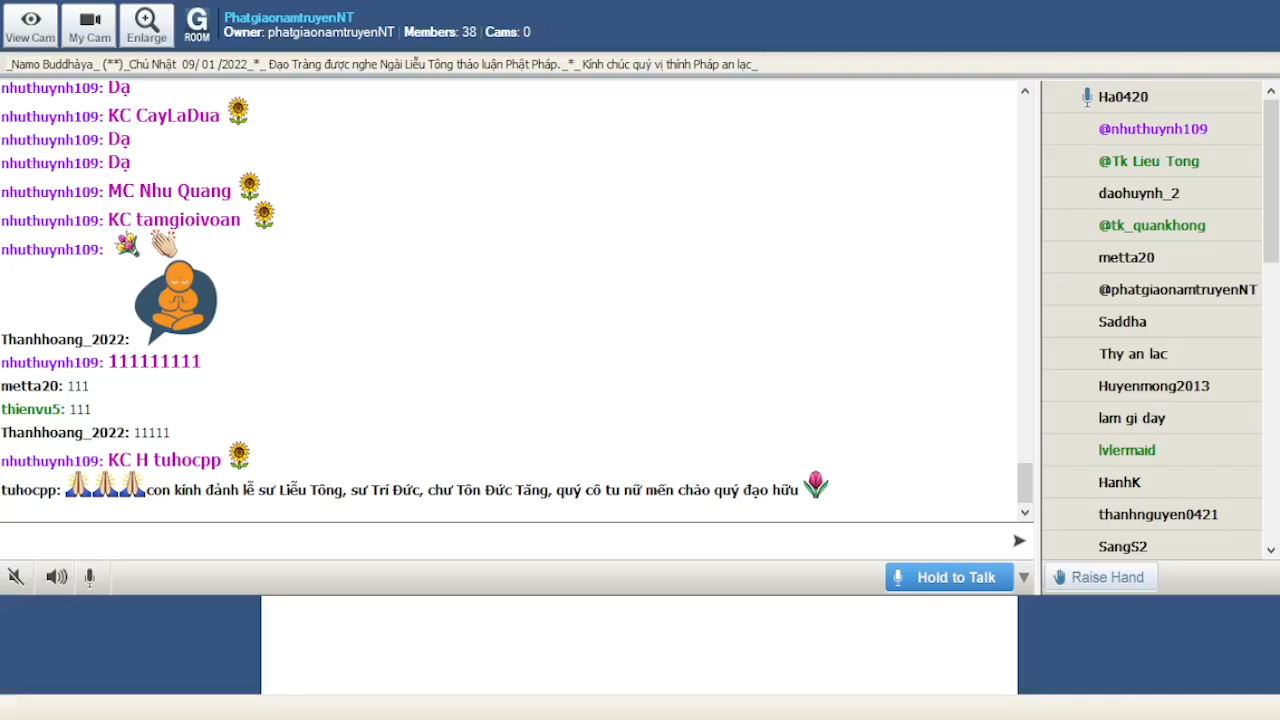 View Cam
My Cam
Enlarge
G
ROOM
PhatgiaonamtruyenNT
Owner: phatgiaonamtruyenNT | Members: 38 | Cams: 0
_Namo Buddhàya_ (**)_Chủ Nhật 09/ 01 /2022_*_ Đạo Tràng được nghe Ngài Liễu Tông thảo luận Phật Pháp._*_Kính chúc quý vị thính Pháp an lạc_
nhuthuynh109: Dạ
nhuthuynh109: KC CayLaDua
nhuthuynh109: Dạ
nhuthuynh109: Dạ
nhuthuynh109: MC Nhu Quang
nhuthuynh109: KC tamgioivoan
nhuthuynh109:
Thanhhoang_2022:
nhuthuynh109: 111111111
metta20: 111
thienvu5: 111
Thanhhoang_2022: 11111
nhuthuynh109: KC H tuhocpp
tuhocpp: con kính đảnh lễ sư Liễu Tông, sư Trí Đức, chư Tôn Đức Tăng, quý cô tu nữ mến chào quý đạo hữu
Hold to Talk
Ha0420
@nhuthuynh109
@Tk Lieu Tong
daohuynh_2
@tk_quankhong
metta20
@phatgiaonamtruyenNT
Saddha
Thy an lac
Huyenmong2013
lam gi day
lvlermaid
HanhK
thanhnguyen0421
SangS2
Raise Hand